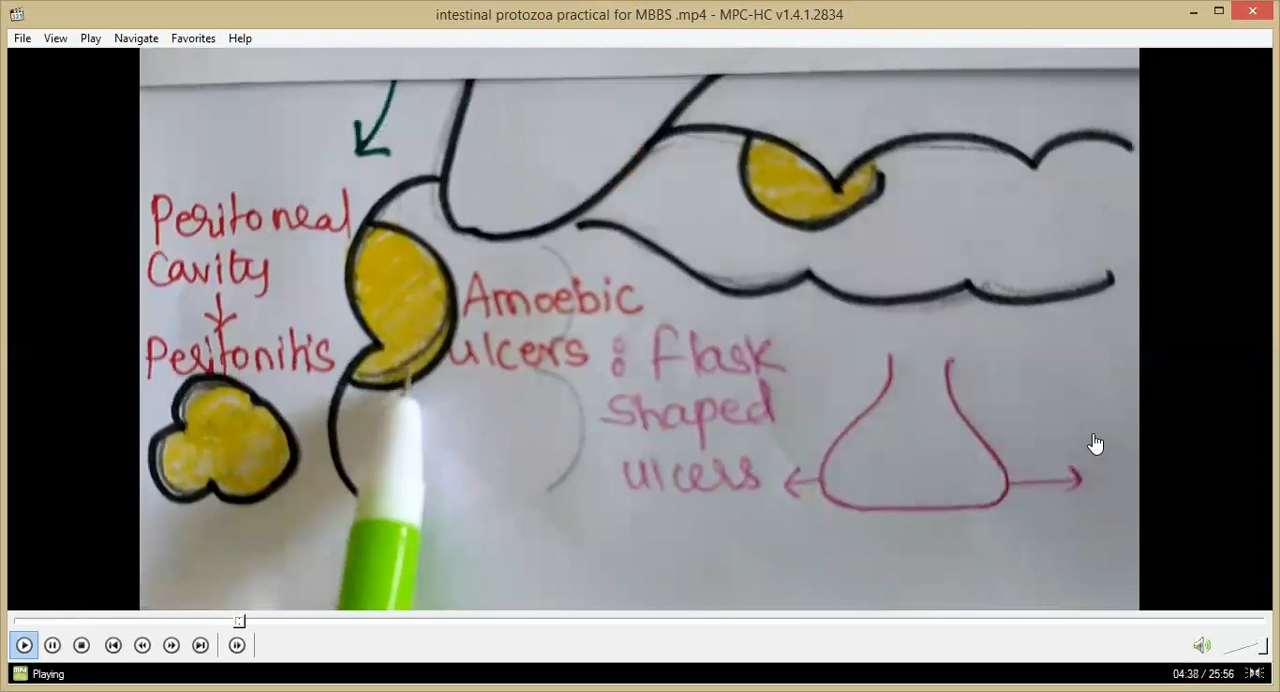 intestinal protozoa practical for MBBS .mp4 - MPC-HC v1.4.1.2834
File View Play Navigate Favorites Help
Peritoneal
Cavity
↓
Peritonitis
Amoebic
ulcers : flask
shaped
ulcers
Playing
04:38 / 25:56